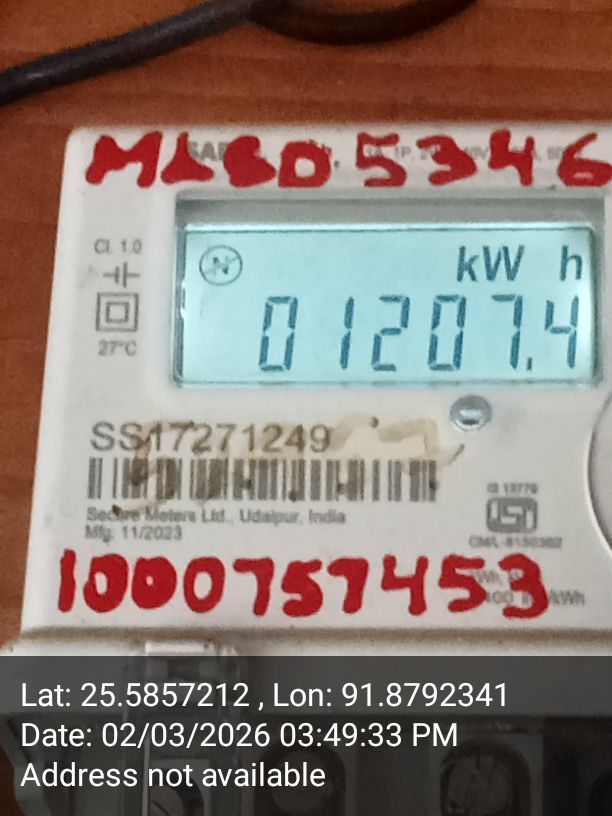 MLBD 5346
Cl. 1.0
kW h
01207.4
27°C
SS17271249
Secure Meters Ltd., Udaipur, India
Mfg: 11/2023
IS 13779
1000757453
Lat: 25.5857212 , Lon: 91.8792341
Date: 02/03/2026 03:49:33 PM
Address not available